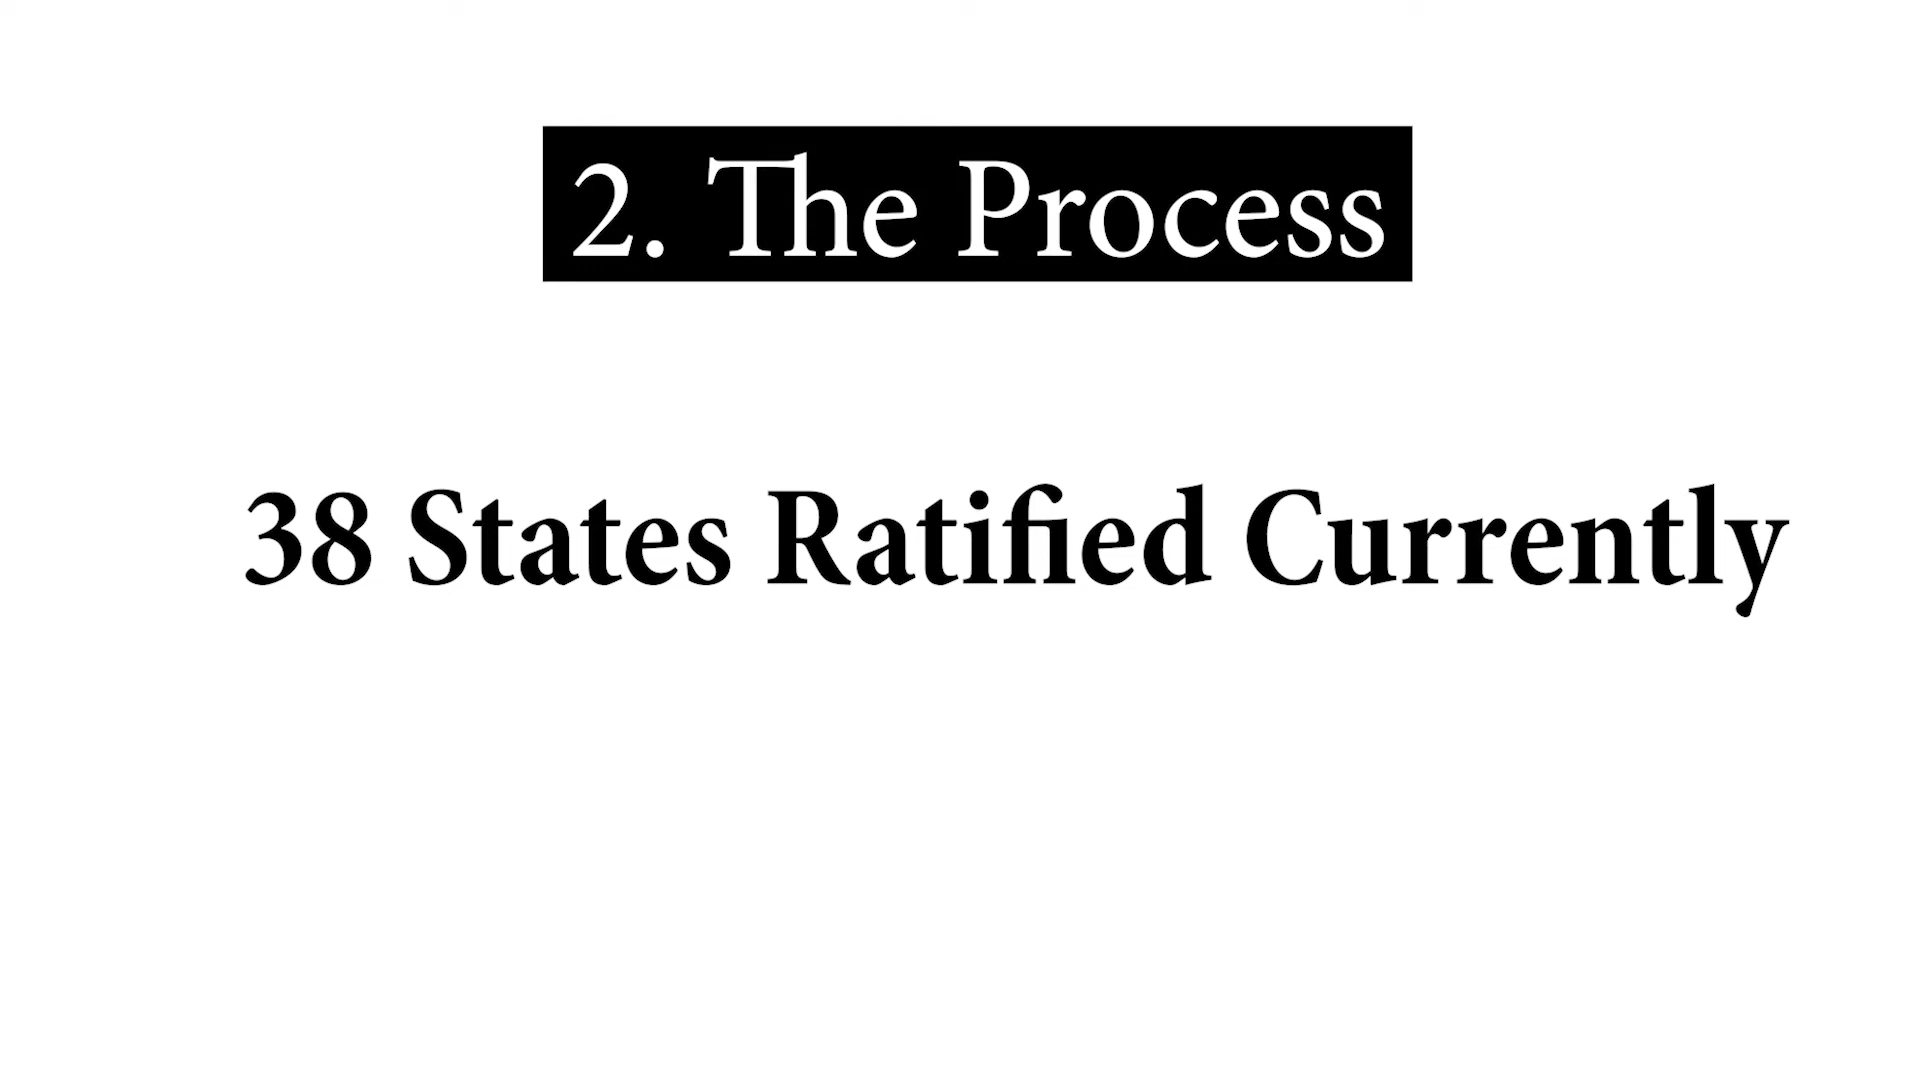 2. The Process
38 States Ratified Currently